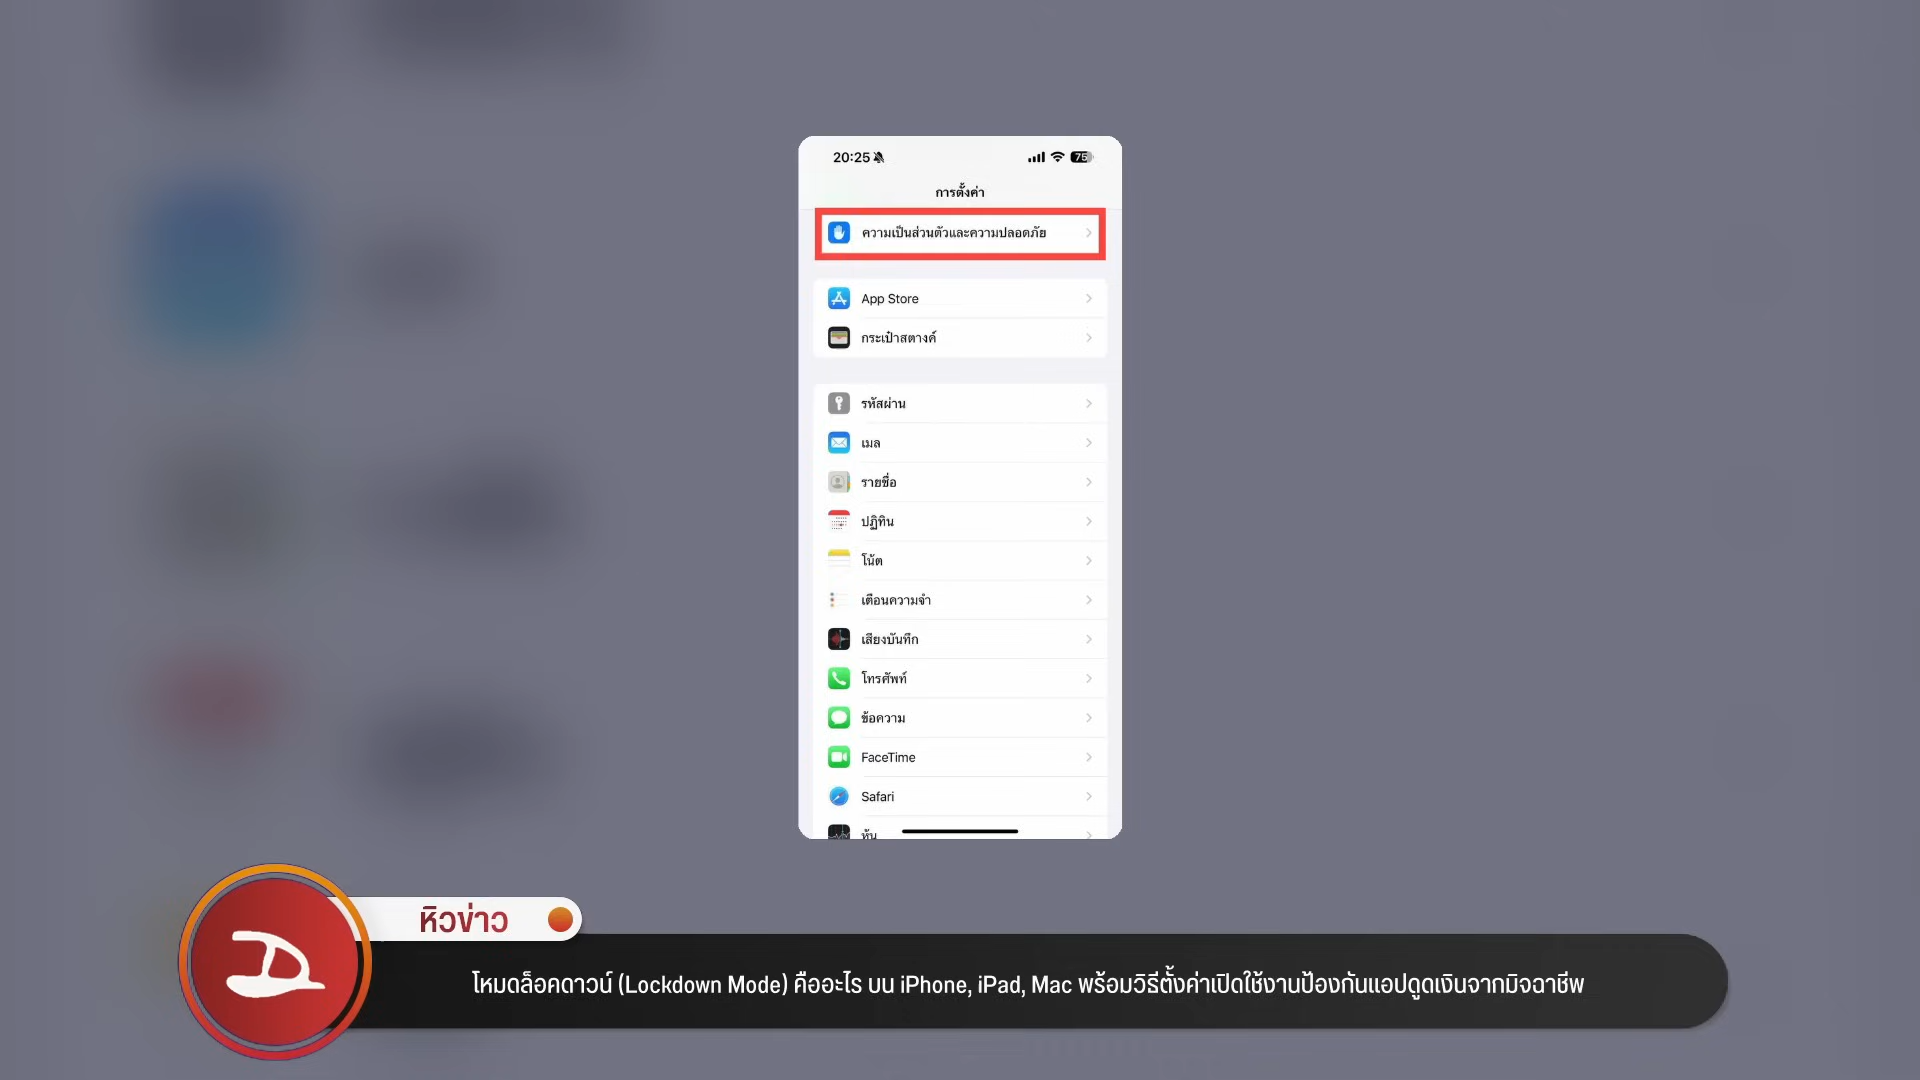 20:25
75
การตั้งค่า
ความเป็นส่วนตัวและความปลอดภัย
App Store
กระเป๋าสตางค์
รหัสผ่าน
เมล
รายชื่อ
ปฏิทิน
โน้ต
เตือนความจำ
เสียงบันทึก
โทรศัพท์
ข้อความ
FaceTime
Safari
หุ้น
หิวข่าว
โหมดล็อคดาวน์ (Lockdown Mode) คืออะไร บน iPhone, iPad, Mac พร้อมวิธีตั้งค่าเปิดใช้งานป้องกันแอปดูดเงินจากมิจฉาชีพ